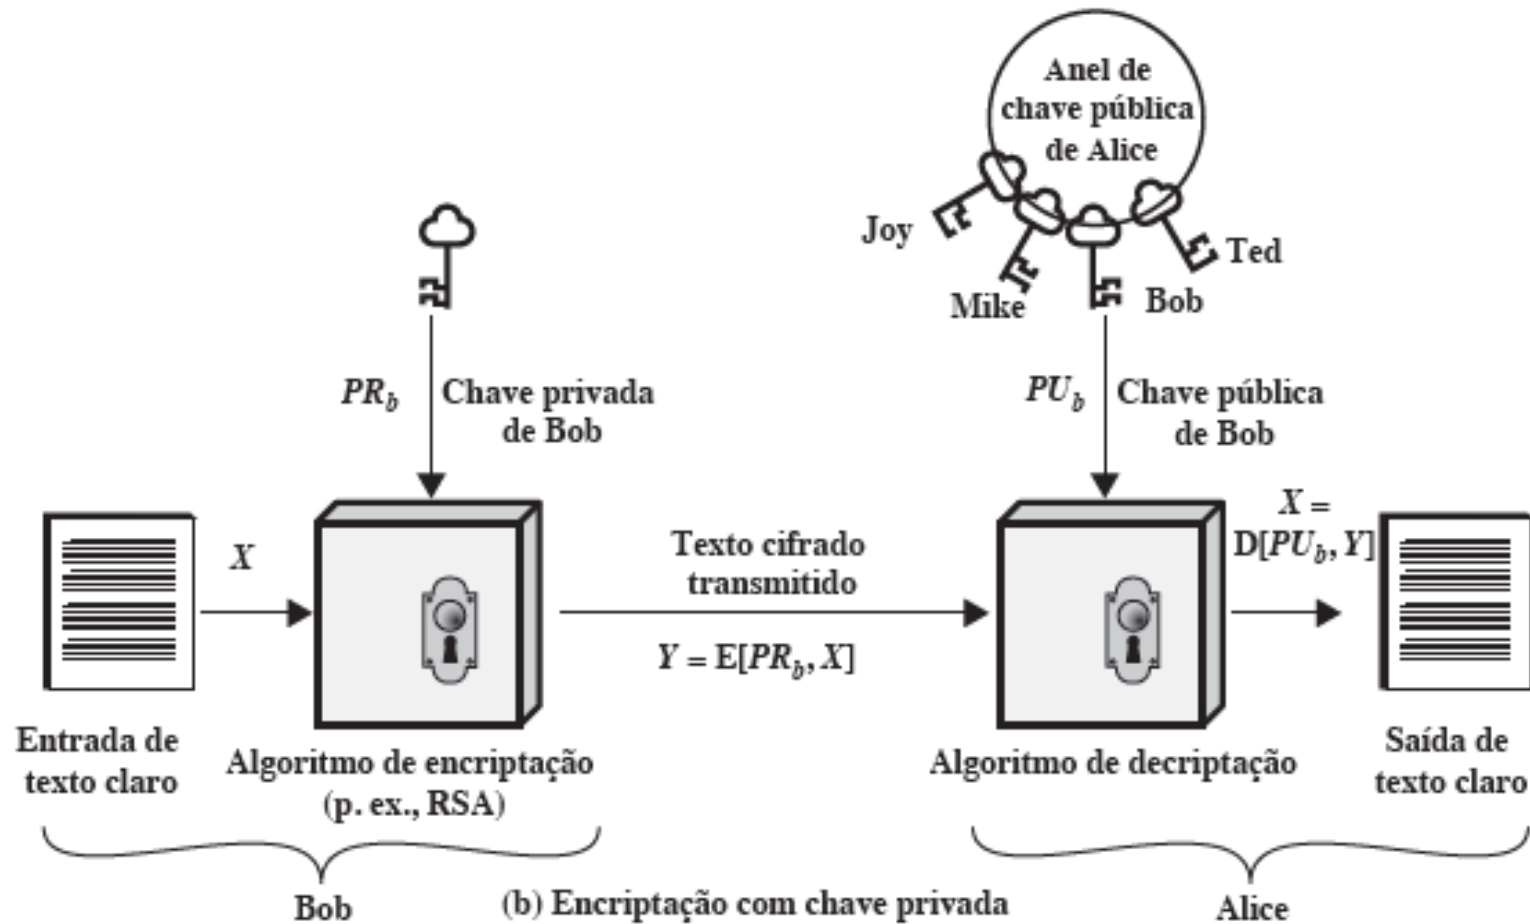 Anel de
chave pública
de Alice
Joy
Mike
Bob
Ted
PR_b
Chave privada
de Bob
PU_b
Chave pública
de Bob
X
Texto cifrado
transmitido
Y = E[PR_b, X]
X =
D[PU_b, Y]
Entrada de
texto claro
Algoritmo de encriptação
(p. ex., RSA)
Algoritmo de decriptação
Saída de
texto claro
Bob
(b) Encriptação com chave privada
Alice